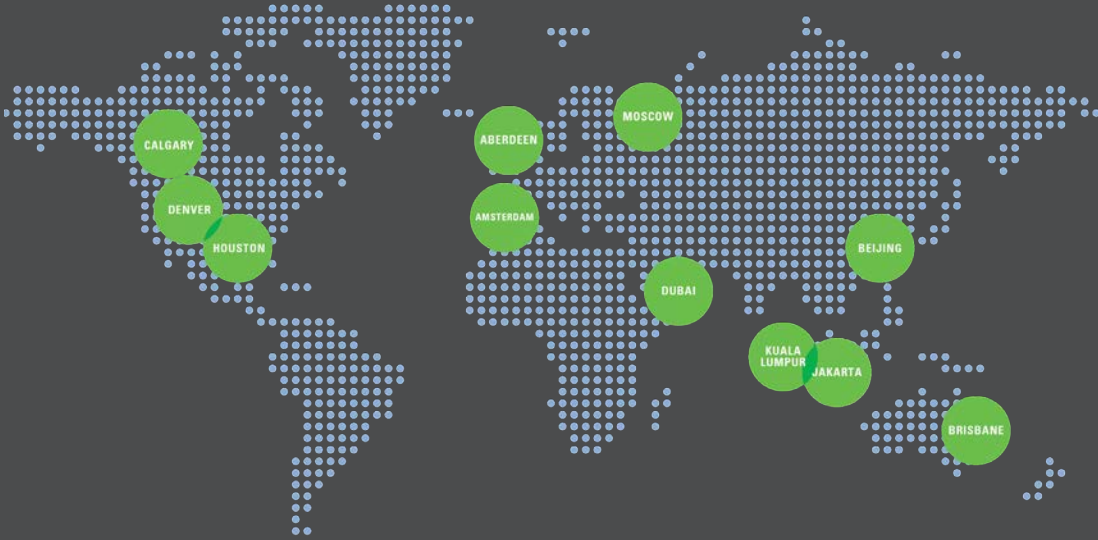 MOSCOW
ABERDEEN
CALGARY
DENVER
AMSTERDAM
HOUSTON
BEIJING
DUBAI
KUALA
LUMPUR
JAKARTA
BRISBANE